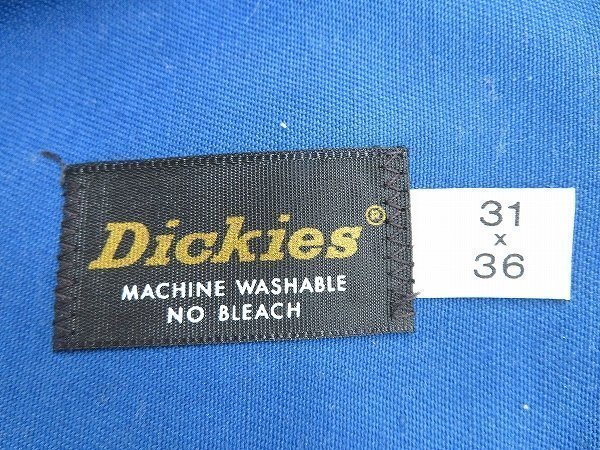 Dickies®
MACHINE WASHABLE
NO BLEACH
31
x
36